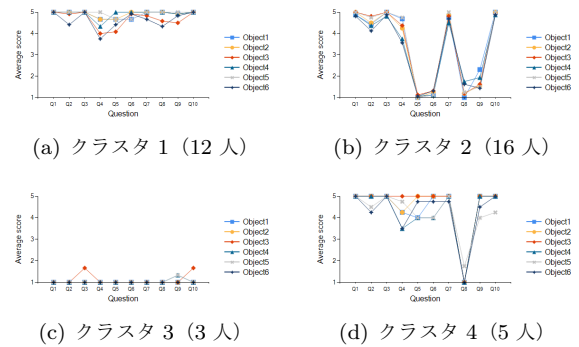 Average score
5
4
3
2
1
Q1 Q2 Q3 Q4 Q5 Q6 Q7 Q8 Q9 Q10
Question
Object1
Object2
Object3
Object4
Object5
Object6
(a) クラスタ 1（12 人）
Average score
5
4
3
2
1
Q1 Q2 Q3 Q4 Q5 Q6 Q7 Q8 Q9 Q10
Question
Object1
Object2
Object3
Object4
Object5
Object6
(b) クラスタ 2（16 人）
Average score
5
4
3
2
1
Q1 Q2 Q3 Q4 Q5 Q6 Q7 Q8 Q9 Q10
Question
Object1
Object2
Object3
Object4
Object5
Object6
(c) クラスタ 3（3 人）
Average score
5
4
3
2
1
Q1 Q2 Q3 Q4 Q5 Q6 Q7 Q8 Q9 Q10
Question
Object1
Object2
Object3
Object4
Object5
Object6
(d) クラスタ 4（5 人）